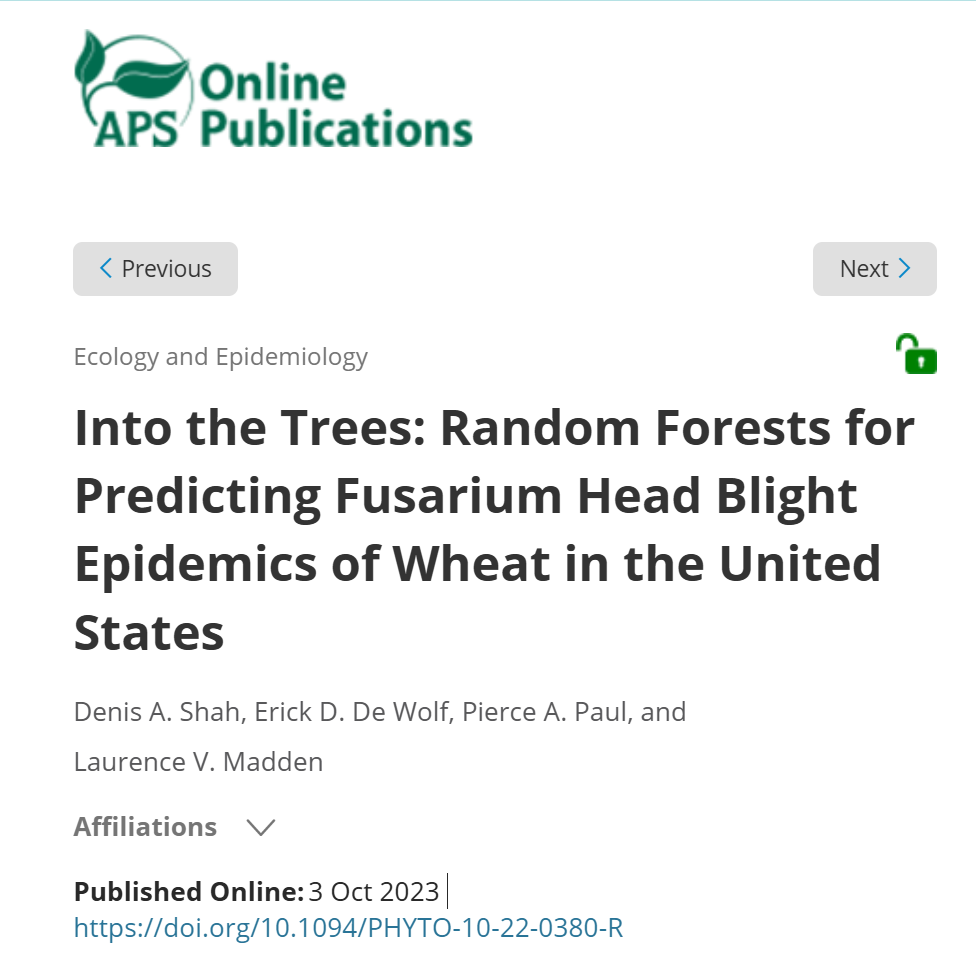 Online
APS Publications
Previous
Next
Ecology and Epidemiology
Into the Trees: Random Forests for
Predicting Fusarium Head Blight
Epidemics of Wheat in the United
States
Denis A. Shah, Erick D. De Wolf, Pierce A. Paul, and
Laurence V. Madden
Affiliations
Published Online: 3 Oct 2023
https://doi.org/10.1094/PHYTO-10-22-0380-R